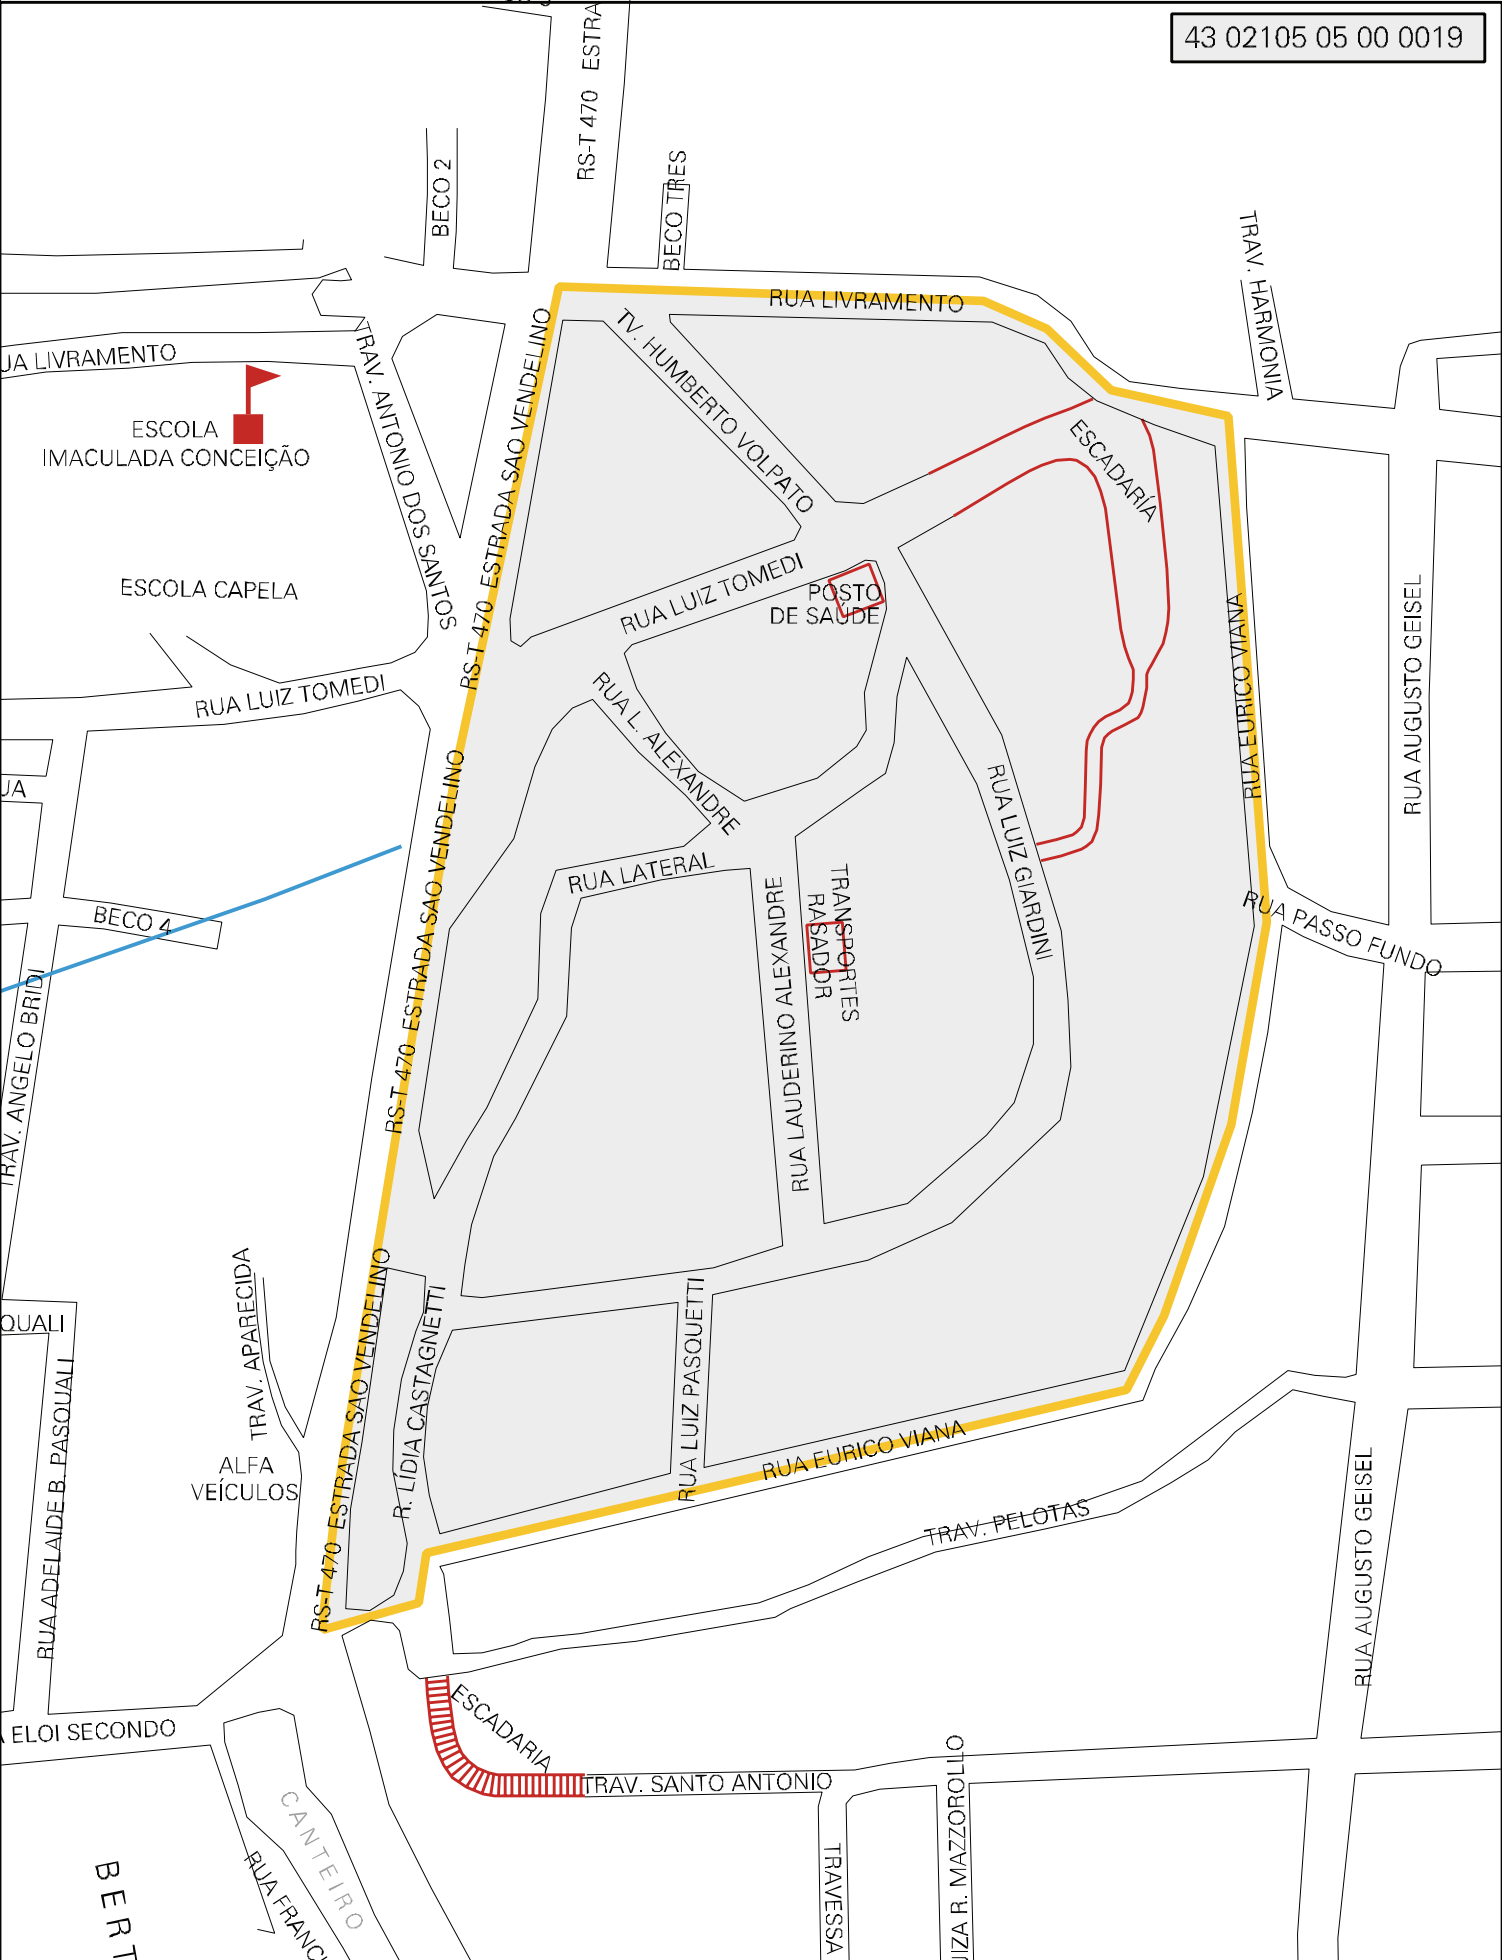 43 02105 05 00 0019
RS-T 470 ESTRA
BECO 2
BECO TRES
TRAV. HARMONIA
RUA LIVRAMENTO
UA LIVRAMENTO
TRAV. ANTONIO DOS SANTOS
RS-T 470 ESTRADA SAO VENDELINO
TV. HUMBERTO VOLPATO
ESCOLA
IMACULADA CONCEIÇÃO
ESCADARÍA
ESCOLA CAPELA
RUA LUIZ TOMEDI
POSTO
DE SAÚDE
RUA EURICO VIANA
RUA AUGUSTO GEISEL
RUA LUIZ TOMEDI
RUA L. ALEXANDRE
UA
RS-T 470 ESTRADA SAO VENDELINO
RUA LUIZ GIARDINI
RUA LATERAL
BECO 4
RUA LAUDERINO ALEXANDRE
TRANSPORTES
RASADOR
RUA PASSO FUNDO
TRAV. ANGELO BRIDI
TRAV. APARECIDA
RS-T 470 ESTRADA SAO VENDELINO
R. LÍDIA CASTAGNETTI
RUA LUIZ PASQUETTI
QUALI
RUA ADELAIDE B. PASQUALI
ALFA
VEÍCULOS
RUA EURICO VIANA
TRAV. PELOTAS
RUA AUGUSTO GEISEL
ESCADARIA
A ELOI SECONDO
TRAV. SANTO ANTONIO
CANTEIRO
RUA FRANCI
BERT
TRAVESSA
UIZA R. MAZZOROLLO